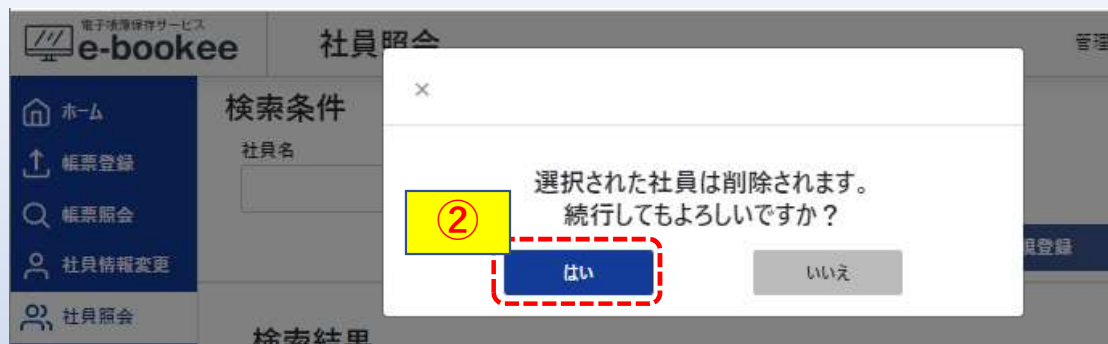 電子帳簿保存サービス
e-bookee
社員照会
管理
ホーム
帳票登録
帳票照会
社員情報変更
社員照会
検索条件
社員名
×
選択された社員は削除されます。
続行してもよろしいですか？
②
はい
いいえ
規登録
検索結果